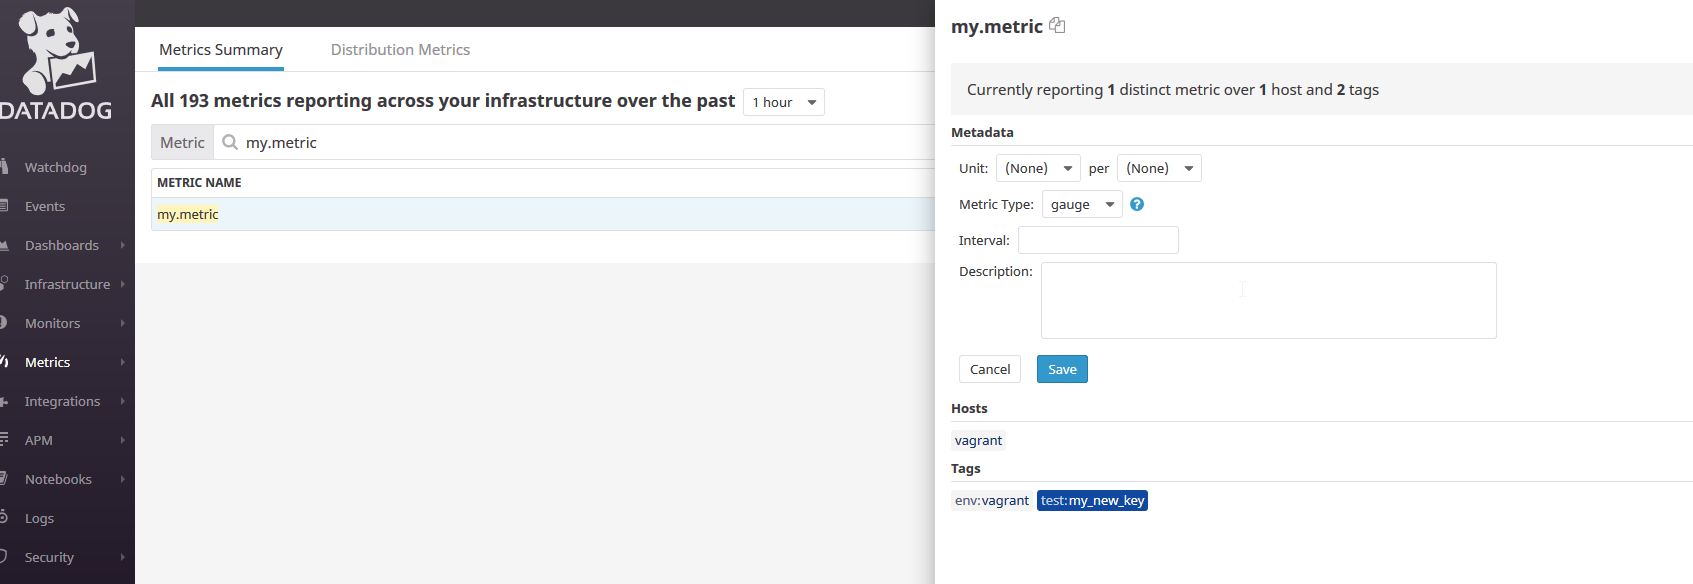 DATADOG
Watchdog
Events
Dashboards
Infrastructure
Monitors
Metrics
Integrations
APM
Notebooks
Logs
Security
Metrics Summary
Distribution Metrics
All 193 metrics reporting across your infrastructure over the past 1 hour
Metric my.metric
METRIC NAME
my.metric
my.metric
Currently reporting 1 distinct metric over 1 host and 2 tags
Metadata
Unit: (None) per (None)
Metric Type: gauge ?
Interval:
Description:
Cancel Save
Hosts
vagrant
Tags
env:vagrant test:my_new_key